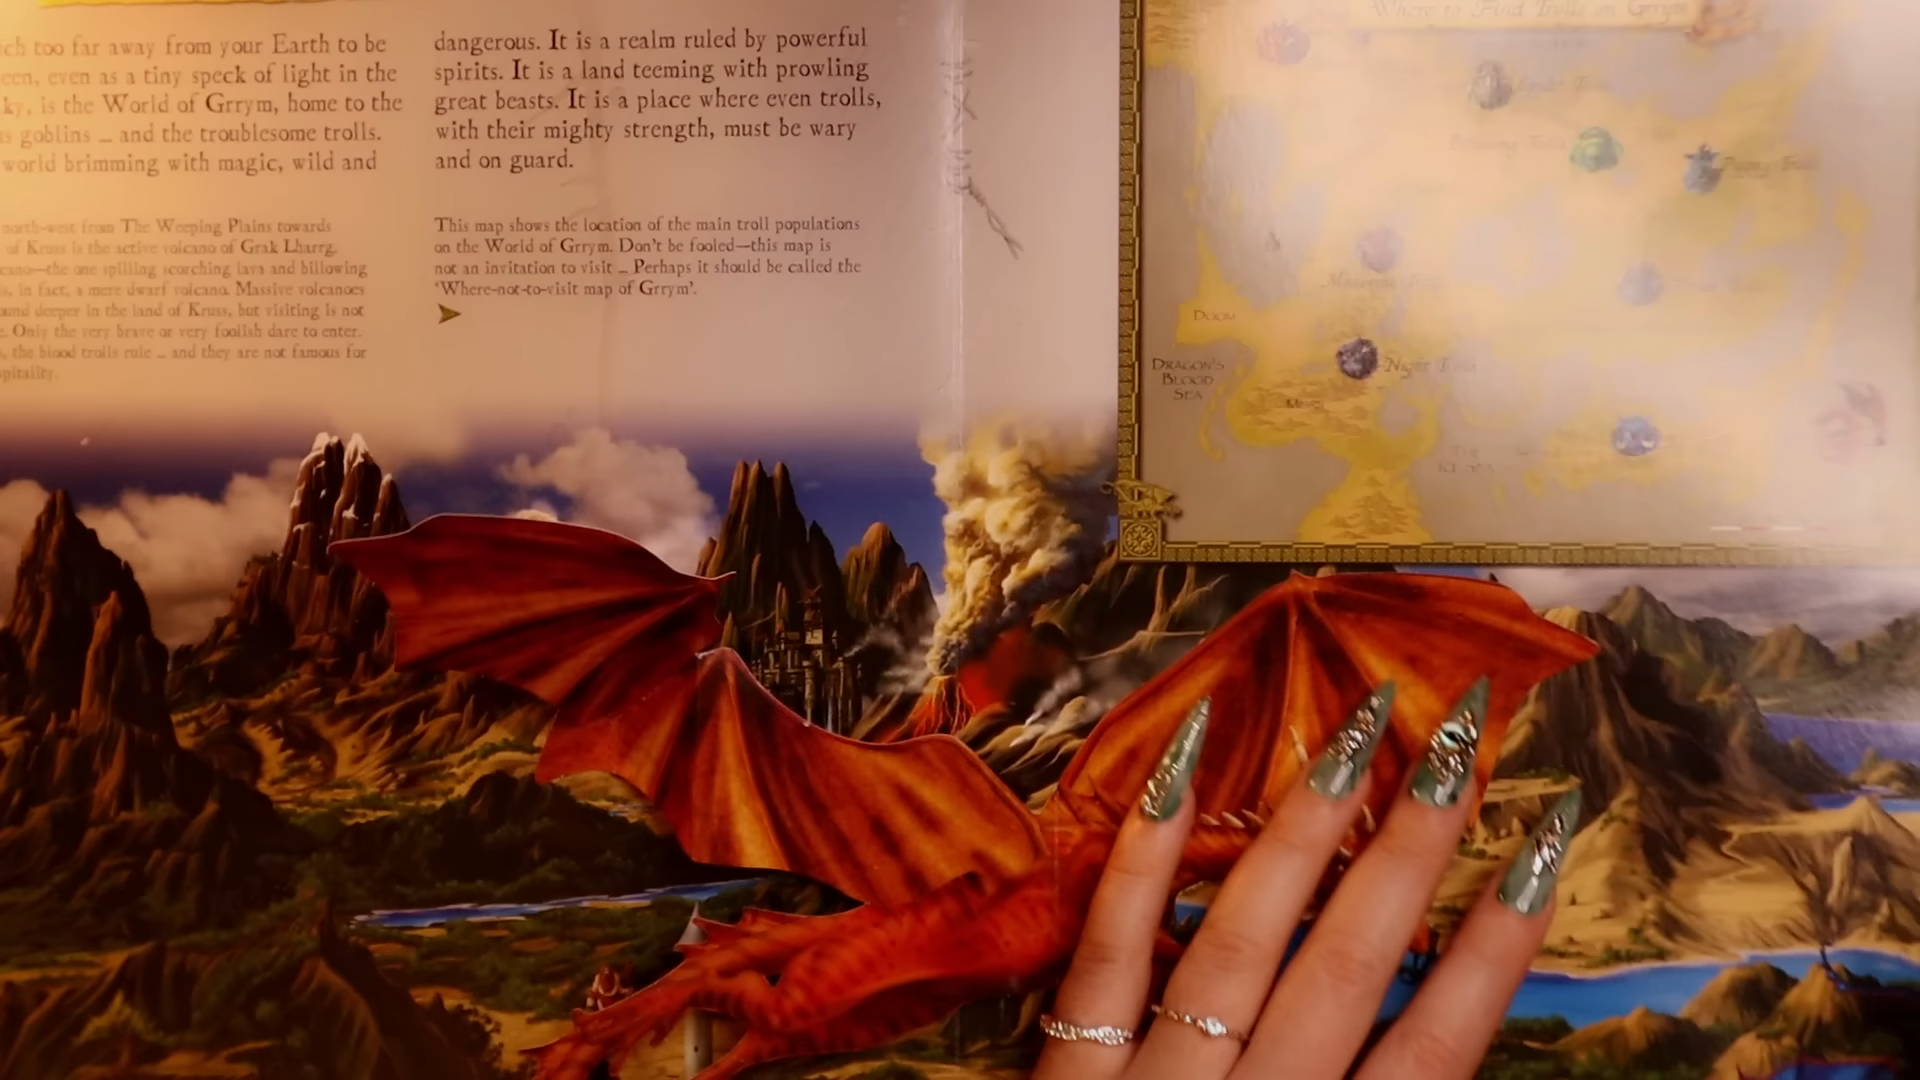 too far away from your Earth to be
even as a tiny speck of light in the
is the World of Grrym, home to the
goblins – and the troublesome trolls.
world brimming with magic, wild and
dangerous. It is a realm ruled by powerful
spirits. It is a land teeming with prowling
great beasts. It is a place where even trolls,
with their mighty strength, must be wary
and on guard.
north-west from The Weeping Plains towards
of Kruss is the active volcano of Grak Lharrg.
the one spilling scorching lava and billowing
in fact, a mere dwarf volcano. Massive volcanoes
deeper in the land of Kruss, but visiting is not
Only the very brave or very foolish dare to enter.
the blood trolls rule – and they are not famous for
This map shows the location of the main troll populations
on the World of Grrym. Don't be fooled—this map is
not an invitation to visit – Perhaps it should be called the
'Where-not-to-visit map of Grrym'.
Where to Find Trolls on Grrym
Doom
Dragon's
Blood
Sea
Night